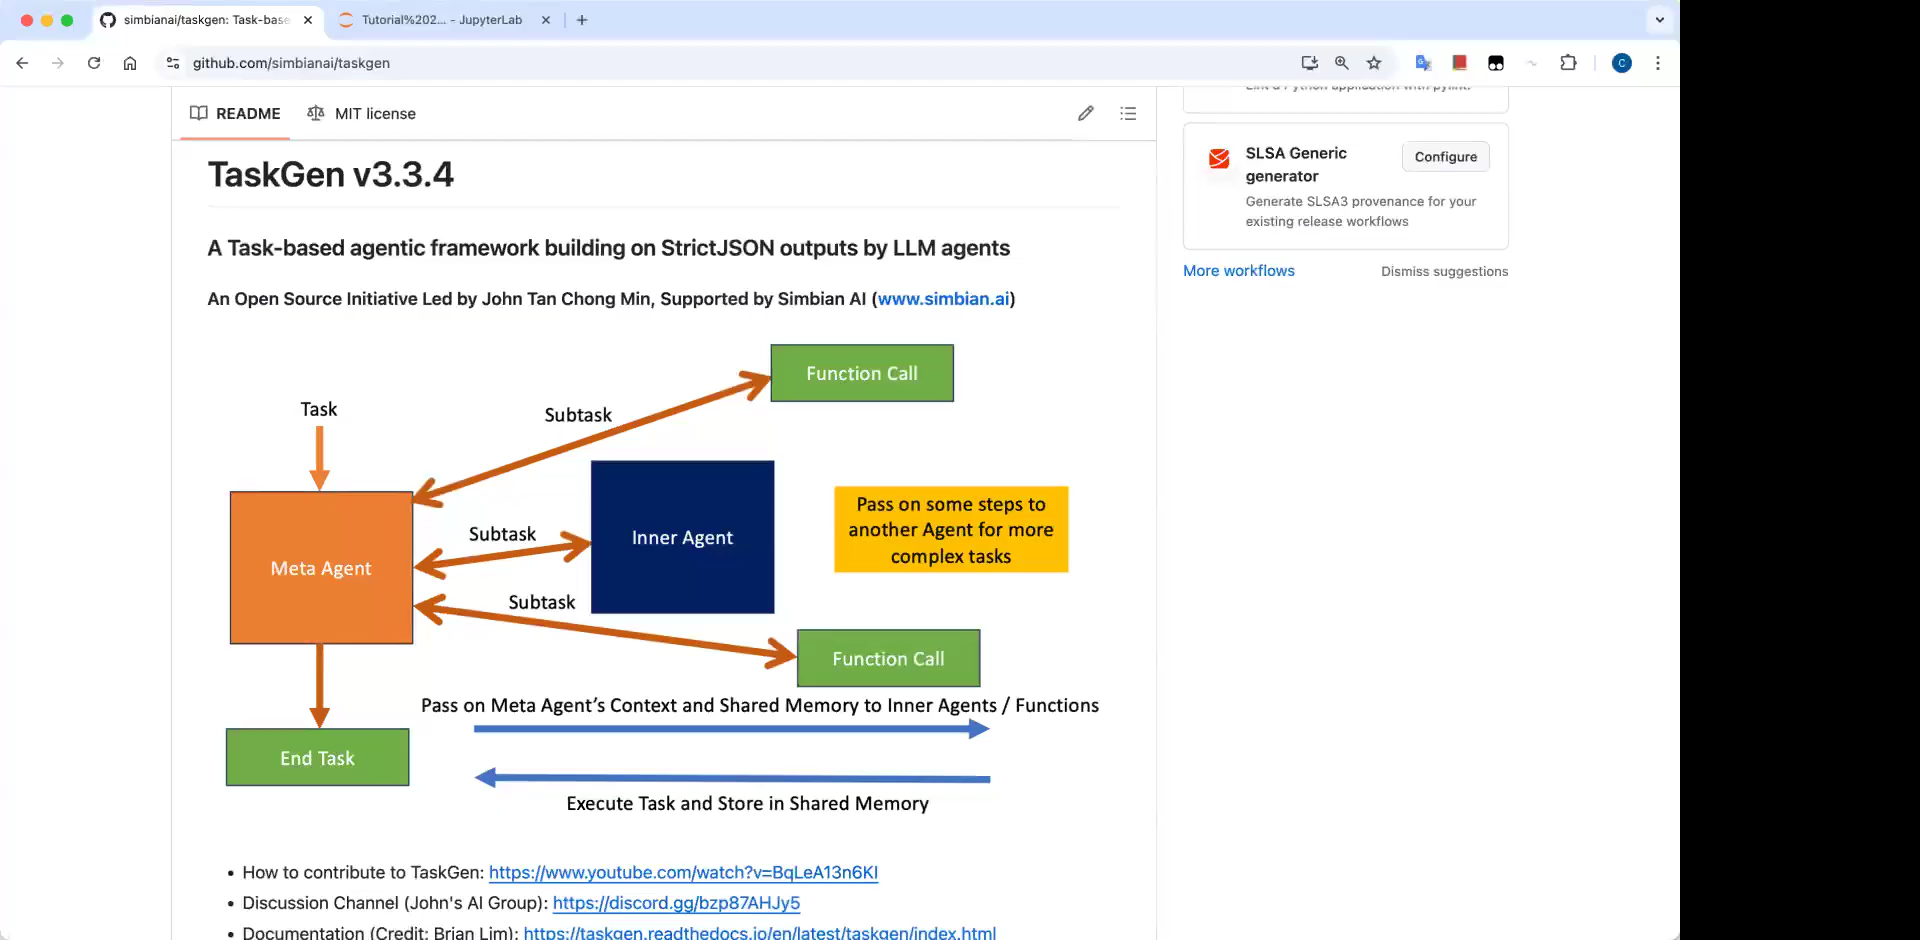 simbianai/taskgen: Task-base
Tutorial%202... - JupyterLab
github.com/simbianai/taskgen
C
README
MIT license
Lint a Python application with pylint.
SLSA Generic
generator
Configure
Generate SLSA3 provenance for your
existing release workflows
More workflows
Dismiss suggestions
TaskGen v3.3.4
A Task-based agentic framework building on StrictJSON outputs by LLM agents
An Open Source Initiative Led by John Tan Chong Min, Supported by Simbian AI (www.simbian.ai)
Function Call
Task
Subtask
Pass on some steps to
another Agent for more
complex tasks
Subtask
Inner Agent
Meta Agent
Subtask
Function Call
Pass on Meta Agent’s Context and Shared Memory to Inner Agents / Functions
End Task
Execute Task and Store in Shared Memory
• How to contribute to TaskGen: https://www.youtube.com/watch?v=BqLeA13n6KI
• Discussion Channel (John's AI Group): https://discord.gg/bzp87AHJy5
• Documentation (Credit: Brian Lim): https://taskgen.readthedocs.io/en/latest/taskgen/index.html